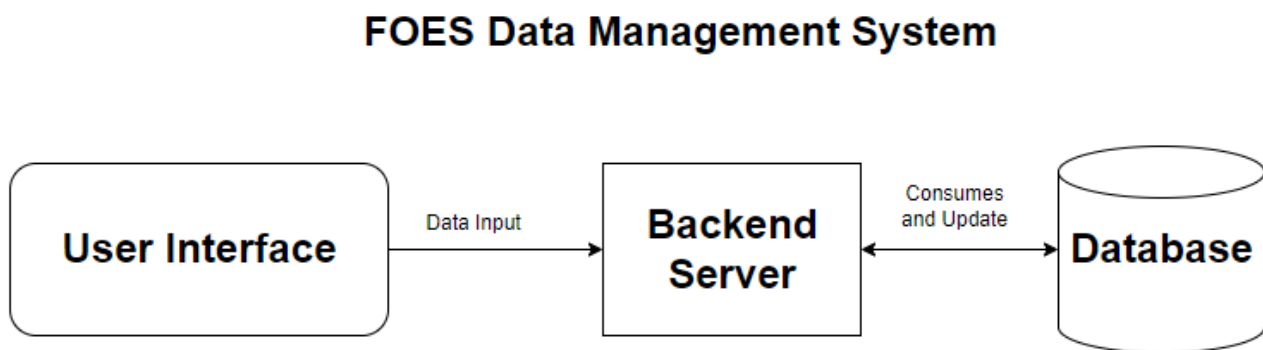 FOES Data Management System
User Interface
Data Input
Backend
Server
Consumes
and Update
Database